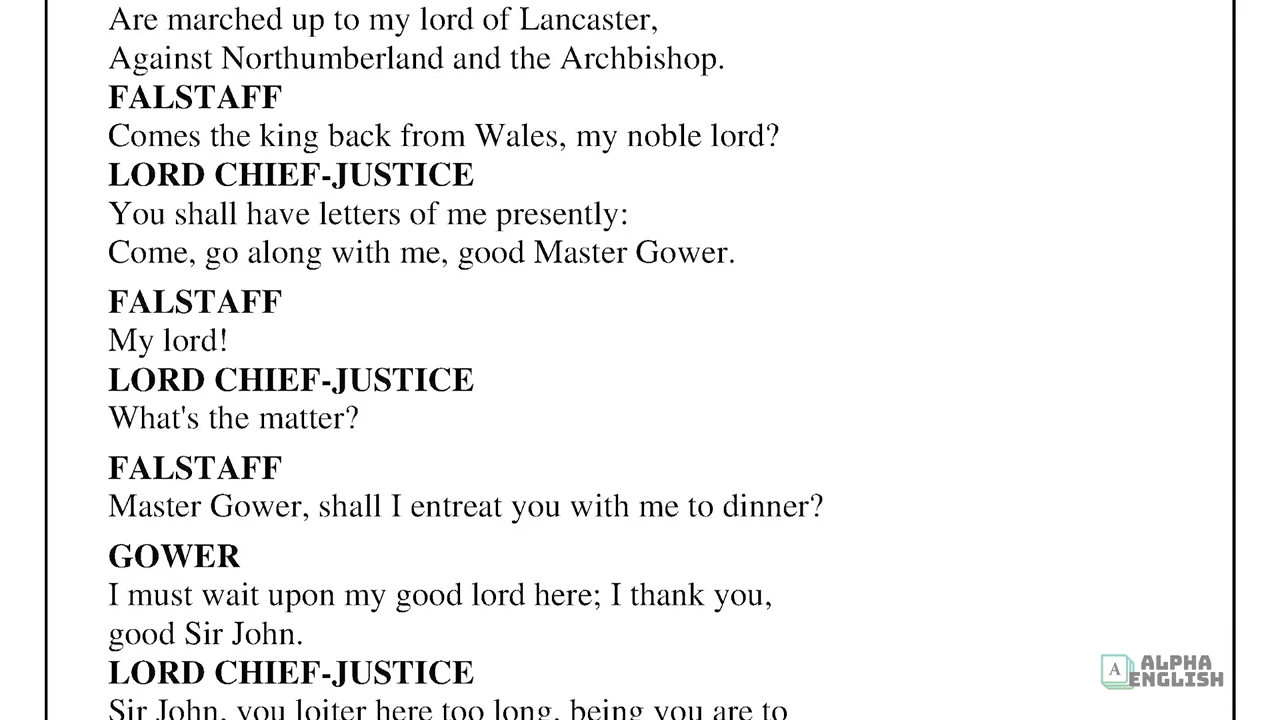 Are marched up to my lord of Lancaster,
Against Northumberland and the Archbishop.
FALSTAFF
Comes the king back from Wales, my noble lord?
LORD CHIEF-JUSTICE
You shall have letters of me presently:
Come, go along with me, good Master Gower.
FALSTAFF
My lord!
LORD CHIEF-JUSTICE
What's the matter?
FALSTAFF
Master Gower, shall I entreat you with me to dinner?
GOWER
I must wait upon my good lord here; I thank you,
good Sir John.
LORD CHIEF-JUSTICE
Sir John, you loiter here too long, being you are to
A ALPHA
ENGLISH